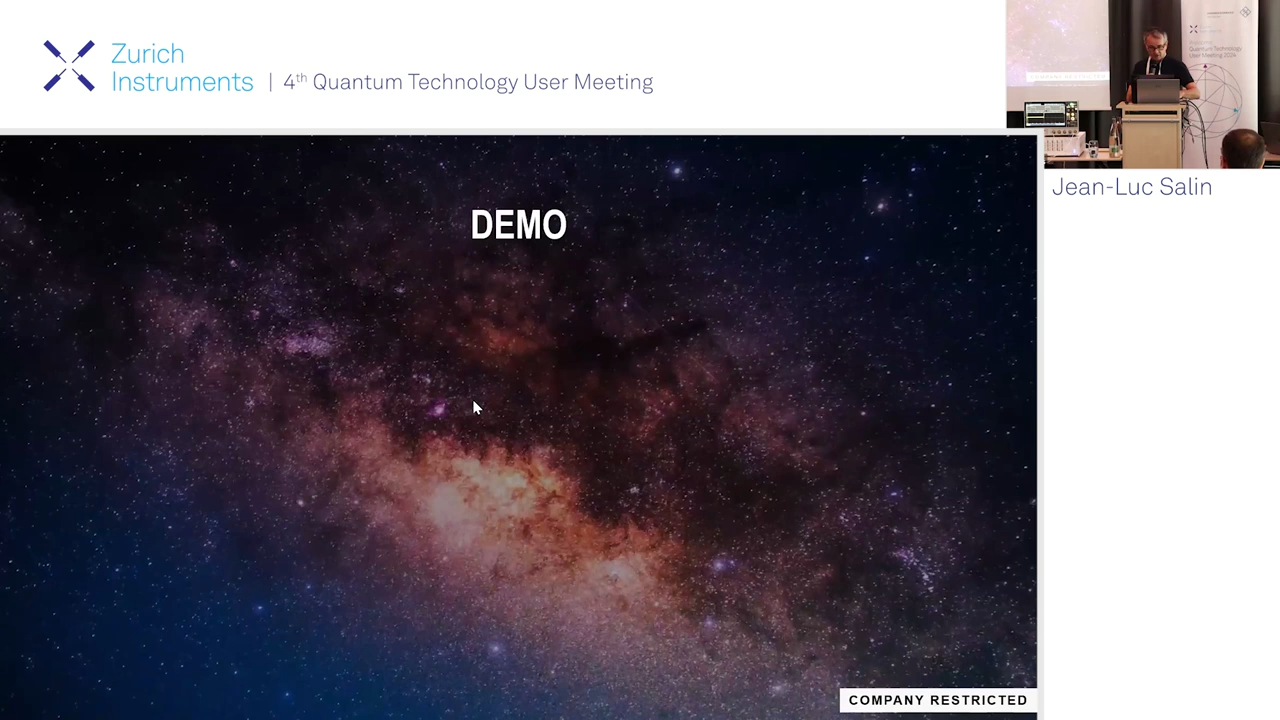 Zurich
Instruments | 4th Quantum Technology User Meeting
Jean-Luc Salin
DEMO
COMPANY RESTRICTED